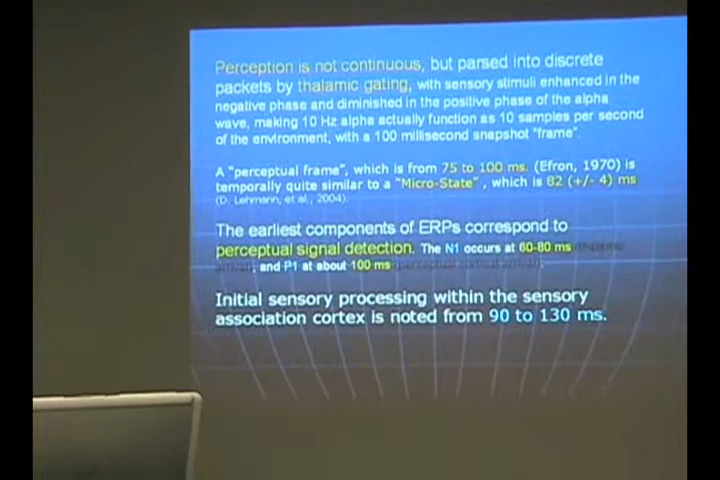 Perception is not continuous, but parsed into discrete
packets by thalamic gating, with sensory stimuli enhanced in the
negative phase and diminished in the positive phase of the alpha
wave, making 10 Hz alpha actually function as 10 samples per second
of the environment, with a 100 millisecond snapshot "frame".
A "perceptual frame", which is from 75 to 100 ms. (Efron, 1970) is
temporally quite similar to a "Micro-State" , which is 82 (+/- 4) ms
(D. Lehmann, et al., 2004).
The earliest components of ERPs correspond to
perceptual signal detection. The N1 occurs at 60-80 ms (thalamic
arrival), and P1 at about 100 ms (perceptual cortical arrival).
Initial sensory processing within the sensory
association cortex is noted from 90 to 130 ms.